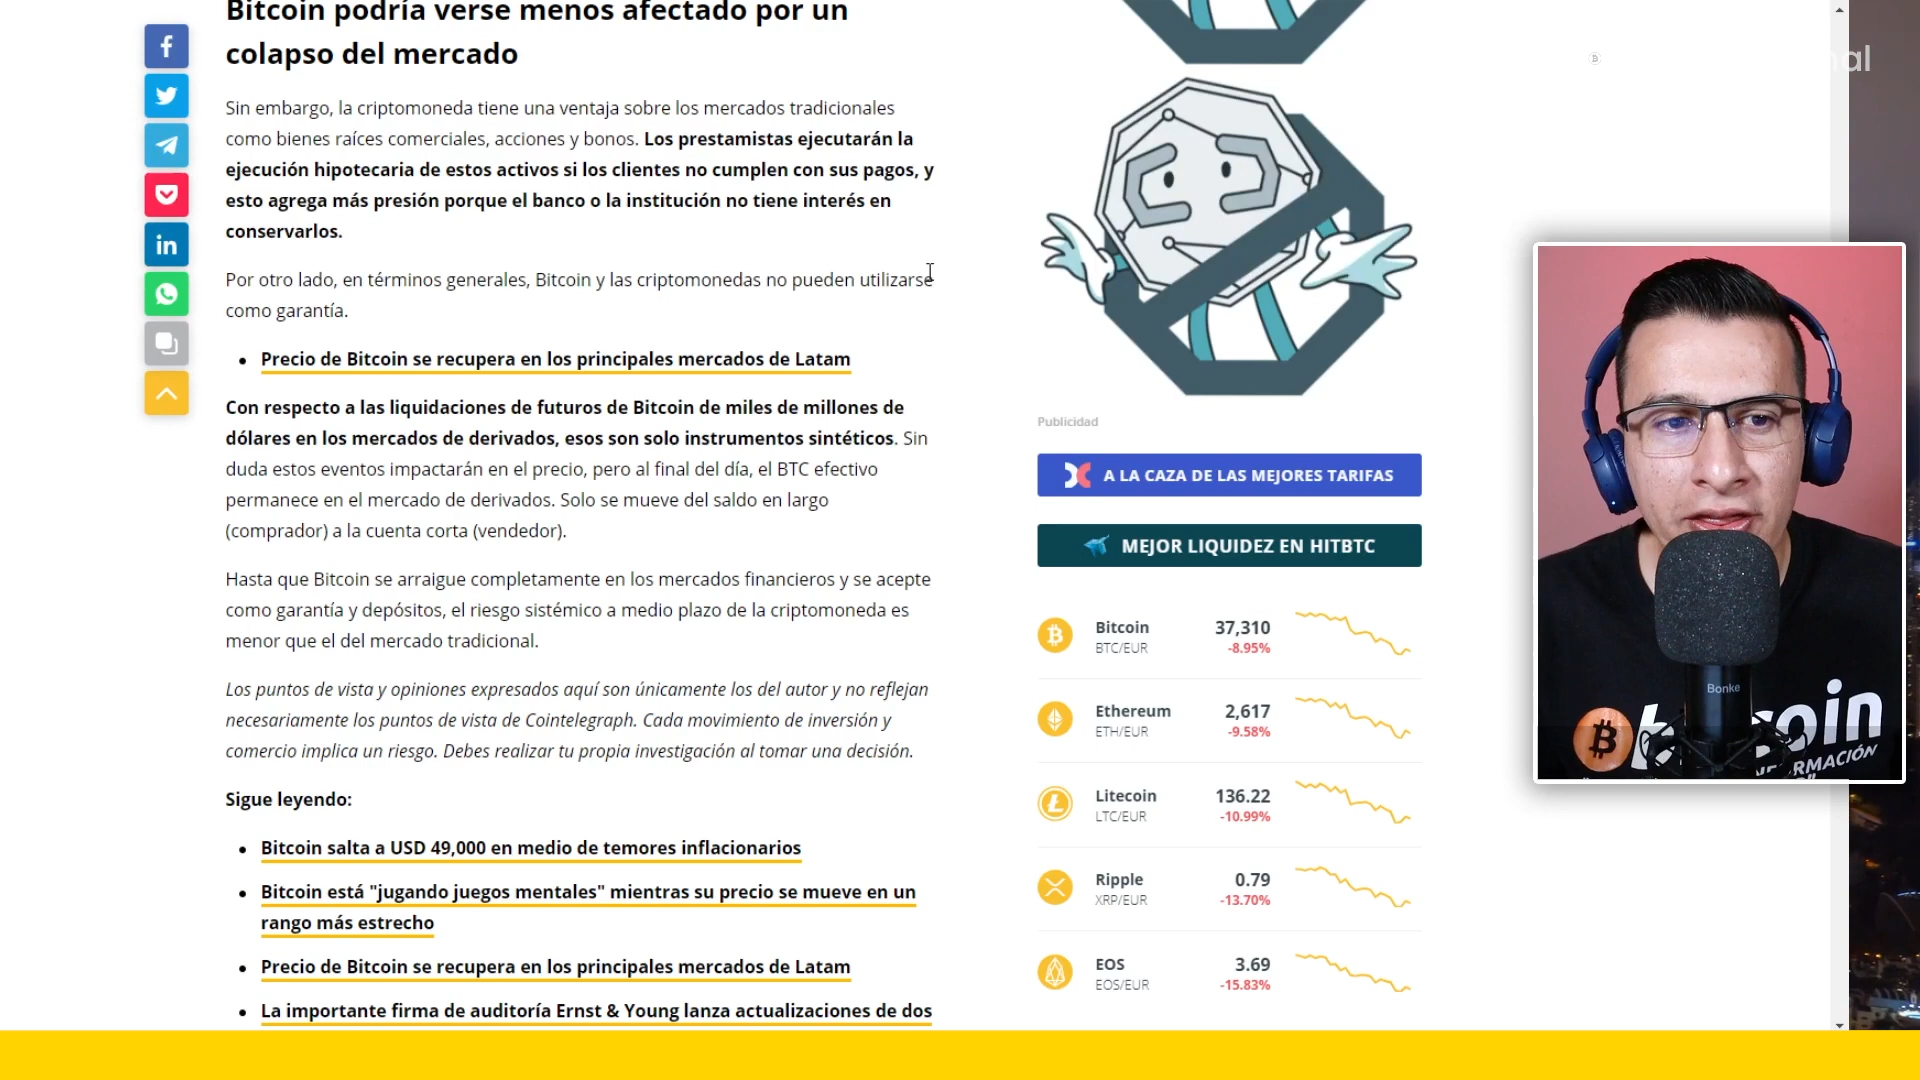 Bitcoin podría verse menos afectado por un
colapso del mercado
Sin embargo, la criptomoneda tiene una ventaja sobre los mercados tradicionales
como bienes raíces comerciales, acciones y bonos. Los prestamistas ejecutarán la
ejecución hipotecaria de estos activos si los clientes no cumplen con sus pagos, y
esto agrega más presión porque el banco o la institución no tiene interés en
conservarlos.
Por otro lado, en términos generales, Bitcoin y las criptomonedas no pueden utilizarse
como garantía.
• Precio de Bitcoin se recupera en los principales mercados de Latam
Con respecto a las liquidaciones de futuros de Bitcoin de miles de millones de
dólares en los mercados de derivados, esos son solo instrumentos sintéticos. Sin
duda estos eventos impactarán en el precio, pero al final del día, el BTC efectivo
permanece en el mercado de derivados. Solo se mueve del saldo en largo
(comprador) a la cuenta corta (vendedor).
Hasta que Bitcoin se arraigue completamente en los mercados financieros y se acepte
como garantía y depósitos, el riesgo sistémico a medio plazo de la criptomoneda es
menor que el del mercado tradicional.
Los puntos de vista y opiniones expresados aquí son únicamente los del autor y no reflejan
necesariamente los puntos de vista de Cointelegraph. Cada movimiento de inversión y
comercio implica un riesgo. Debes realizar tu propia investigación al tomar una decisión.
Sigue leyendo:
• Bitcoin salta a USD 49,000 en medio de temores inflacionarios
• Bitcoin está "jugando juegos mentales" mientras su precio se mueve en un
rango más estrecho
• Precio de Bitcoin se recupera en los principales mercados de Latam
• La importante firma de auditoría Ernst & Young lanza actualizaciones de dos
Publicidad
A LA CAZA DE LAS MEJORES TARIFAS
MEJOR LIQUIDEZ EN HITBTC
Bitcoin 37,310
BTC/EUR -8.95%
Ethereum 2,617
ETH/EUR -9.58%
Litecoin 136.22
LTC/EUR -10.99%
Ripple 0.79
XRP/EUR -13.70%
EOS 3.69
EOS/EUR -15.83%
nal
Bonke